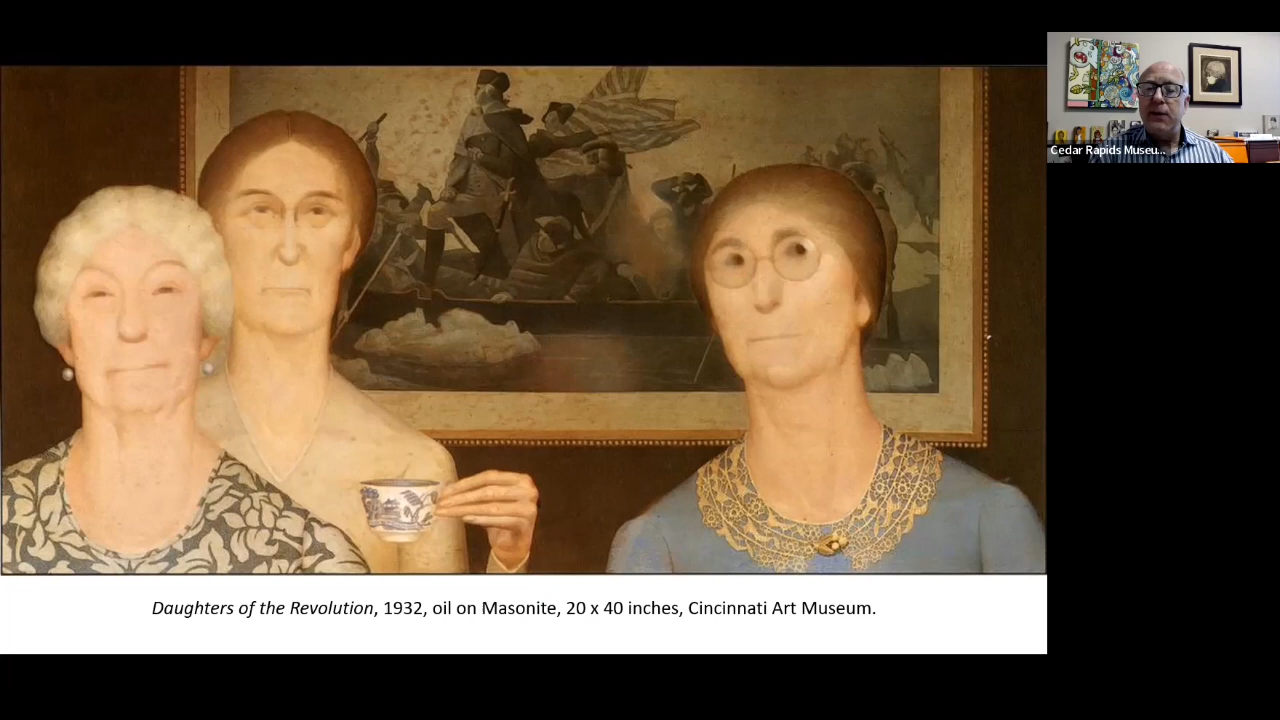 Cedar Rapids Museu...
Daughters of the Revolution, 1932, oil on Masonite, 20 x 40 inches, Cincinnati Art Museum.